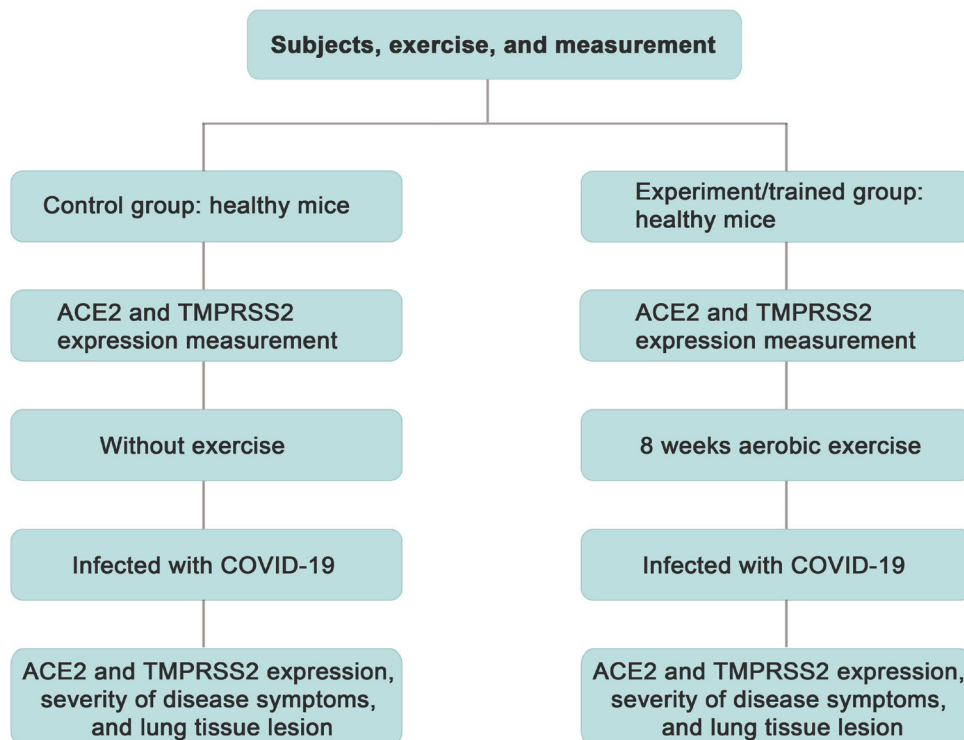 Subjects, exercise, and measurement
Control group: healthy mice
Experiment/trained group:
healthy mice
ACE2 and TMPRSS2
expression measurement
ACE2 and TMPRSS2
expression measurement
Without exercise
8 weeks aerobic exercise
Infected with COVID-19
Infected with COVID-19
ACE2 and TMPRSS2 expression,
severity of disease symptoms,
and lung tissue lesion
ACE2 and TMPRSS2 expression,
severity of disease symptoms,
and lung tissue lesion